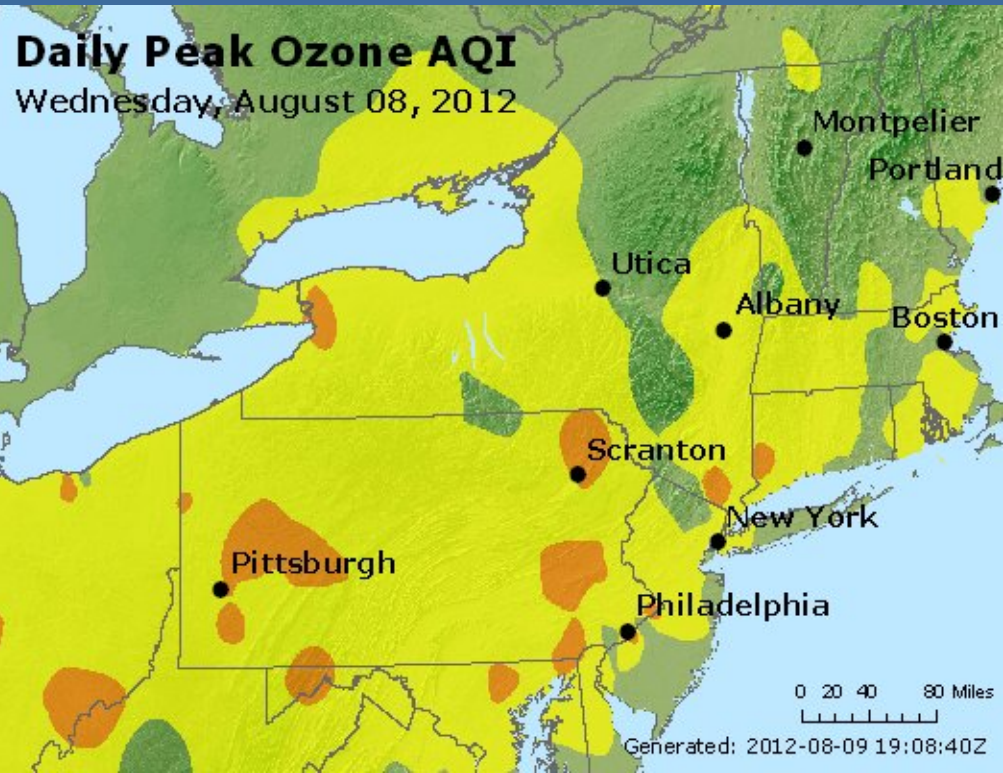 Daily Peak Ozone AQI
Wednesday, August 08, 2012
Montpelier
Portland
Utica
Albany
Boston
Scranton
New York
Pittsburgh
Philadelphia
0 20 40 80 Miles
Generated: 2012-08-09 19:08:40Z